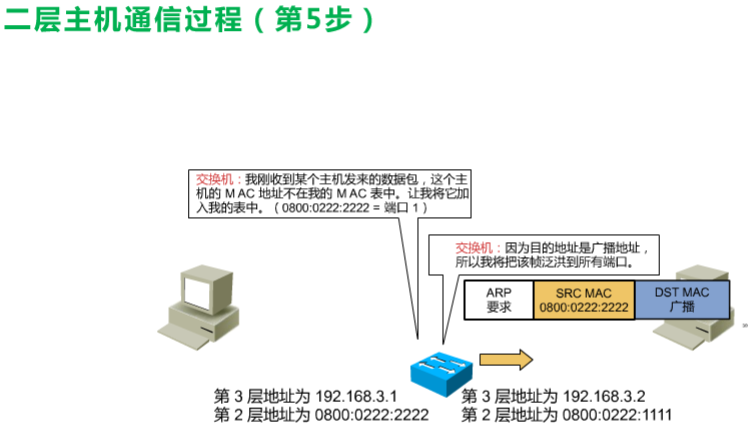 二层主机通信过程（第5步）
交换机：我刚收到某个主机发来的数据包，这个主
机的 MAC 地址不在我的 MAC 表中。让我将它加
入我的表中。（0800:0222:2222 = 端口 1）
交换机：因为目的地址是广播地址，
所以我将把该帧泛洪到所有端口。
ARP
要求
SRC MAC
0800:0222:2222
DST MAC
广播
第 3 层地址为 192.168.3.1
第 2 层地址为 0800:0222:2222
第 3 层地址为 192.168.3.2
第 2 层地址为 0800:0222:1111